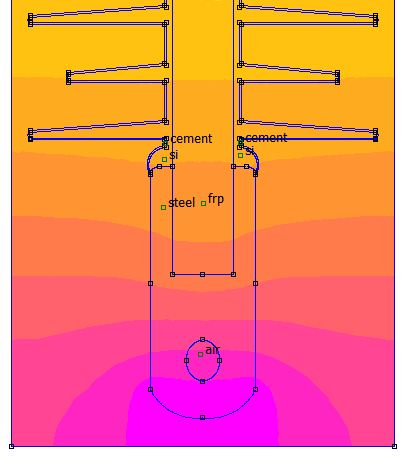 cement cement
si si
steel frp
air